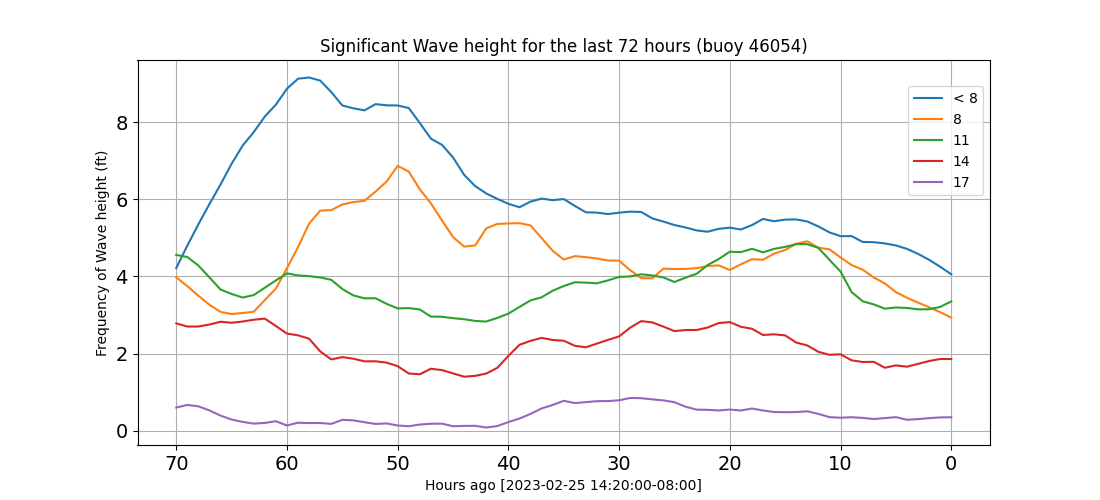 Significant Wave height for the last 72 hours (buoy 46054)
Frequency of Wave height (ft)
8
6
4
2
0
< 8
8
11
14
17
70 60 50 40 30 20 10 0
Hours ago [2023-02-25 14:20:00-08:00]